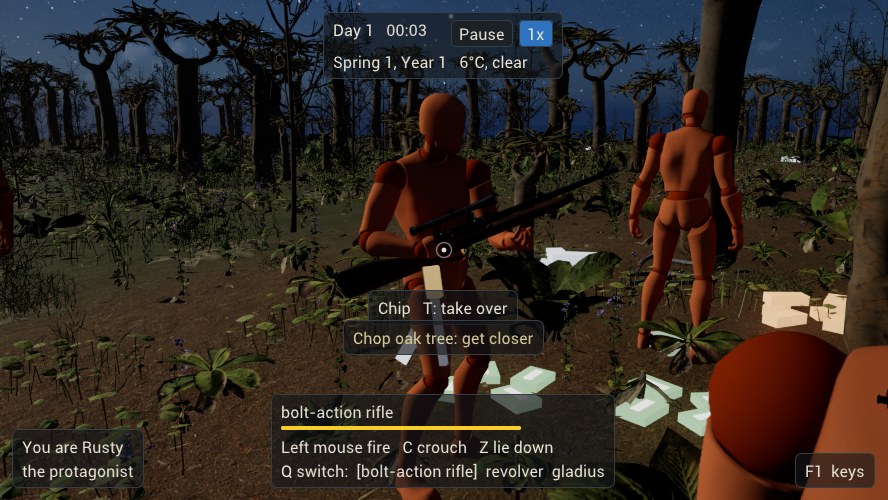 Day 1 00:03 Pause 1x
Spring 1, Year 1 6°C, clear
Chip T: take over
Chop oak tree: get closer
bolt-action rifle
Left mouse fire C crouch Z lie down
Q switch: [bolt-action rifle] revolver gladius
You are Rusty
the protagonist
F1 keys